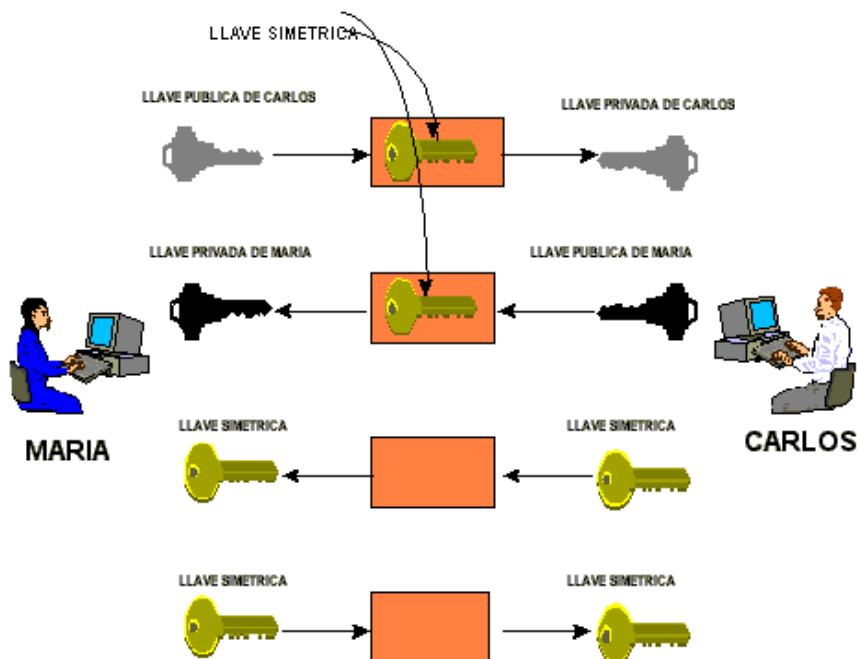 LLAVE SIMETRICA
LLAVE PUBLICA DE CARLOS
LLAVE PRIVADA DE CARLOS
LLAVE PRIVADA DE MARIA
LLAVE PUBLICA DE MARIA
MARIA
CARLOS
LLAVE SIMETRICA
LLAVE SIMETRICA
LLAVE SIMETRICA
LLAVE SIMETRICA